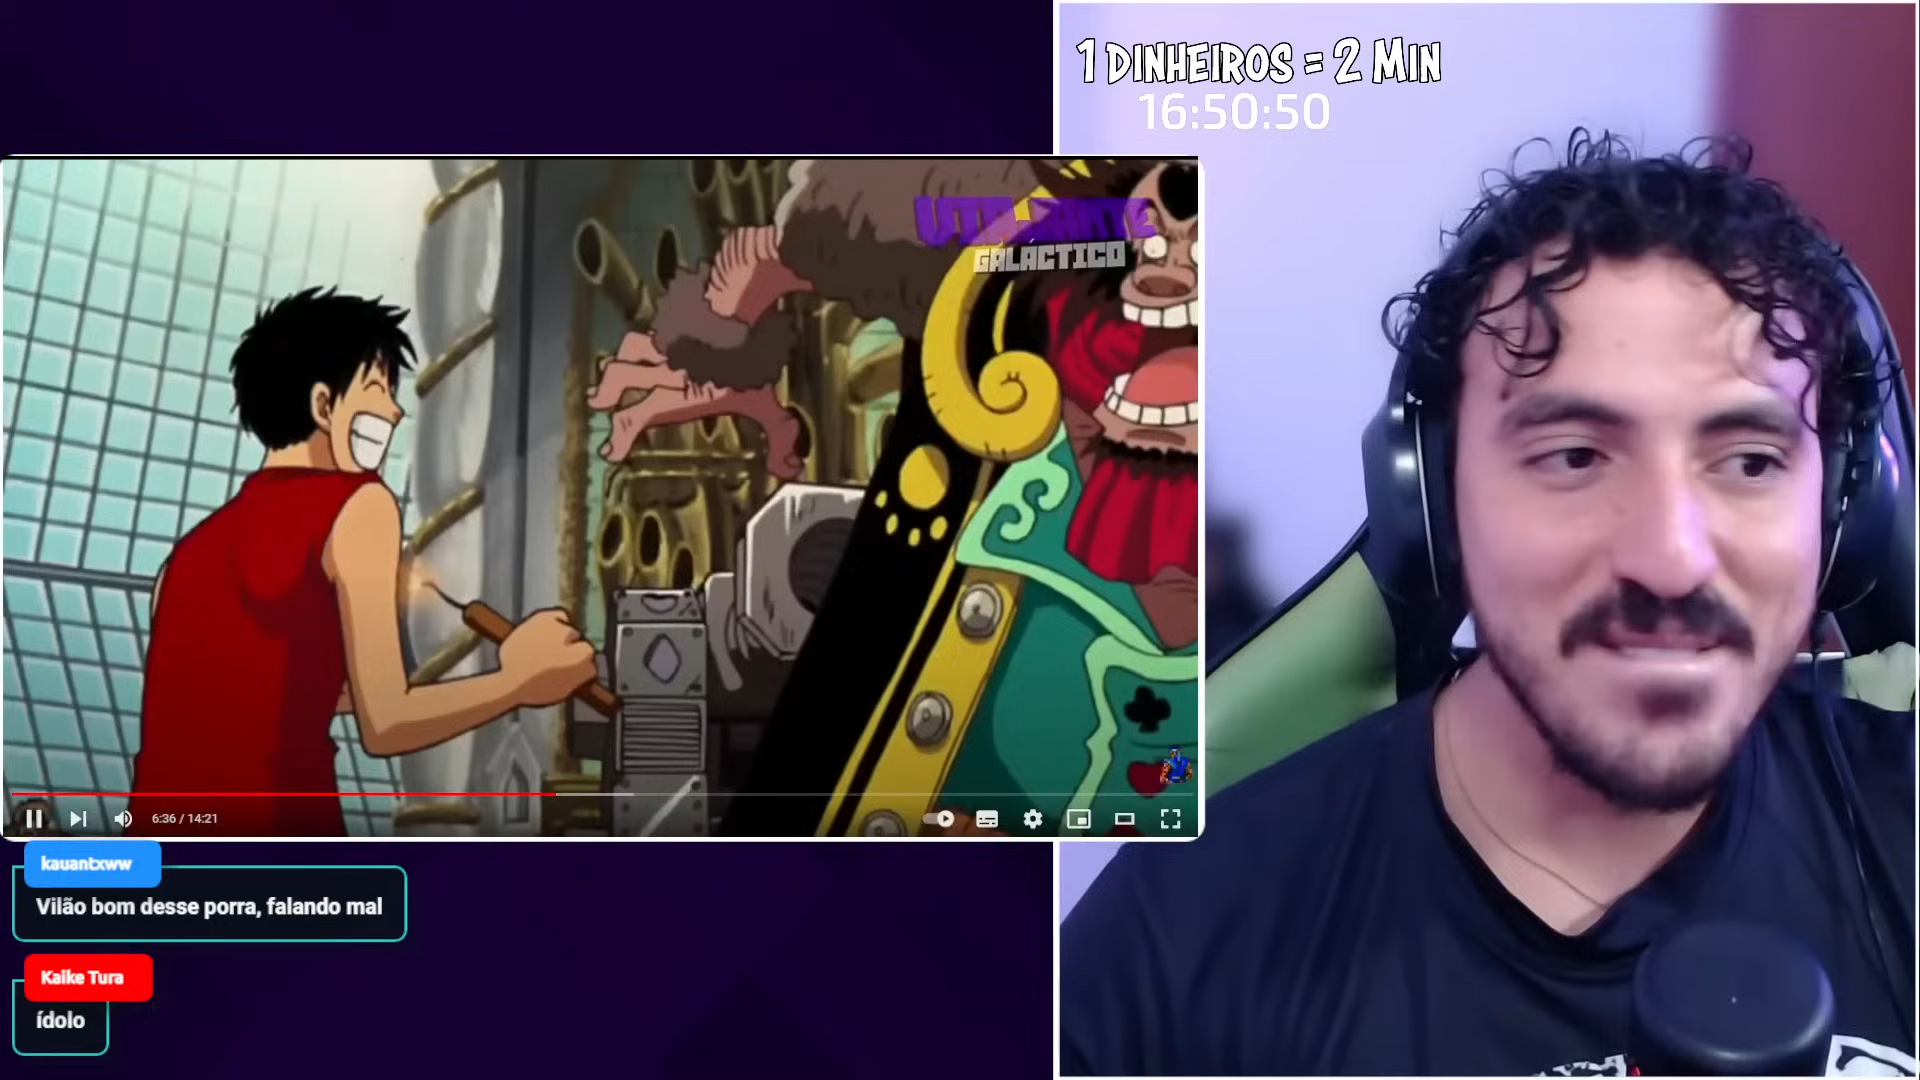 1 DINHEIROS = 2 MIN
16:50:50
GALÁCTICO
6:36 / 14:21
kauantxww
Vilão bom desse porra, falando mal
Kaike Tura
ídolo